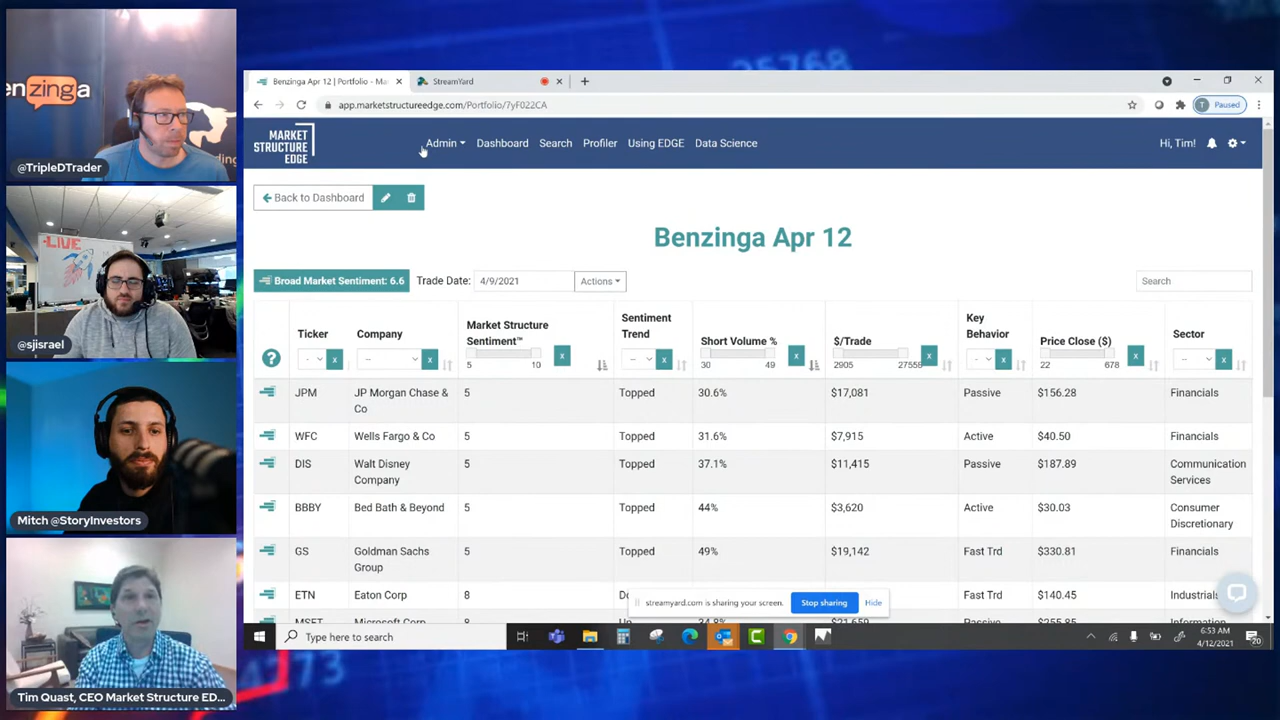 enzinga
@TripleDTrader
LIVE
@sjisrael
Mitch @StoryInvestors
Tim Quast, CEO Market Structure ED...
Benzinga Apr 12 | Portfolio - Ma
StreamYard
app.marketstructureedge.com/Portfolio/7yF022CA
Paused
MARKET
STRUCTURE
EDGE
Admin
Dashboard
Search
Profiler
Using EDGE
Data Science
Hi, Tim!
Back to Dashboard
Benzinga Apr 12
Broad Market Sentiment: 6.6
Trade Date:
4/9/2021
Actions
Search
Ticker
Company
Market Structure
Sentiment™
5 10
Sentiment
Trend
Short Volume %
30 49
$/Trade
2905 27559
Key
Behavior
Price Close ($)
22 678
Sector
JPM JP Morgan Chase & 5 Topped 30.6% $17,081 Passive $156.28 Financials
Co
WFC Wells Fargo & Co 5 Topped 31.6% $7,915 Active $40.50 Financials
DIS Walt Disney 5 Topped 37.1% $11,415 Passive $187.89 Communication
Company Services
BBBY Bed Bath & Beyond 5 Topped 44% $3,620 Active $30.03 Consumer
Discretionary
GS Goldman Sachs 5 Topped 49% $19,142 Fast Trd $330.81 Financials
Group
ETN Eaton Corp 8 Fast Trd $140.45 Industrials
streamyard.com is sharing your screen.
Stop sharing
Hide
Type here to search
6:53 AM
4/12/2021
20
25768
773